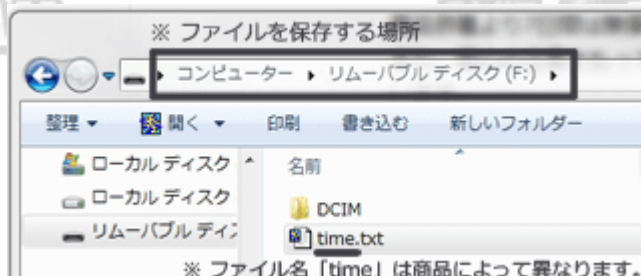 ※ ファイルを保存する場所
コンピューター ▸ リムーバブル ディスク (F:) ▸
整理 ▼ 開く ▼ 印刷 書き込む 新しいフォルダー
ローカル ディスク
名前
ローカル ディスク
DCIM
リムーバブル ディ
time.txt
※ ファイル名「time」は商品によって異なります。